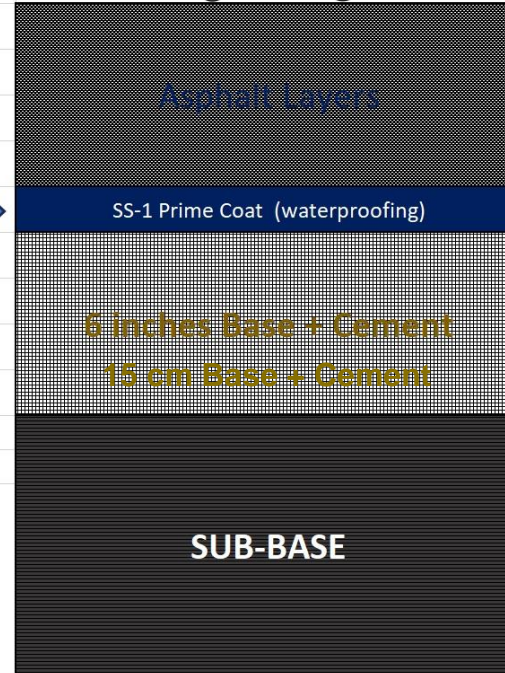 Asphalt Layers
SS-1 Prime Coat (waterproofing)
6 inches Base + Cement
15 cm Base + Cement
SUB-BASE